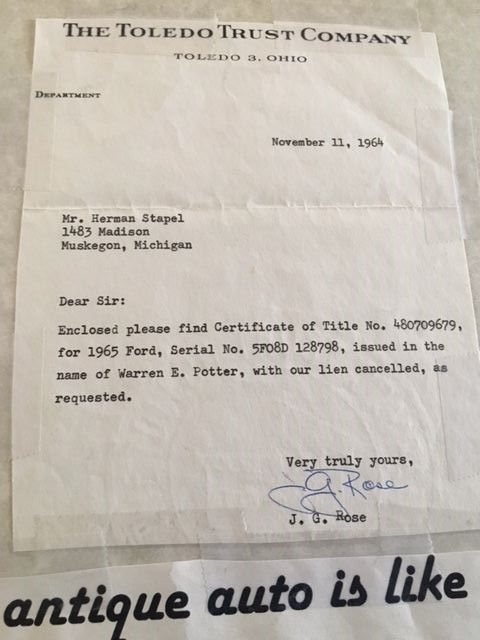 THE TOLEDO TRUST COMPANY
TOLEDO 3, OHIO
DEPARTMENT
November 11, 1964
Mr. Herman Stapel
1483 Madison
Muskegon, Michigan
Dear Sir:
Enclosed please find Certificate of Title No. 480709679,
for 1965 Ford, Serial No. 5F08D 128798, issued in the
name of Warren E. Potter, with our lien cancelled, as
requested.
Very truly yours,
J. G. Rose
J. G. Rose
antique auto is like